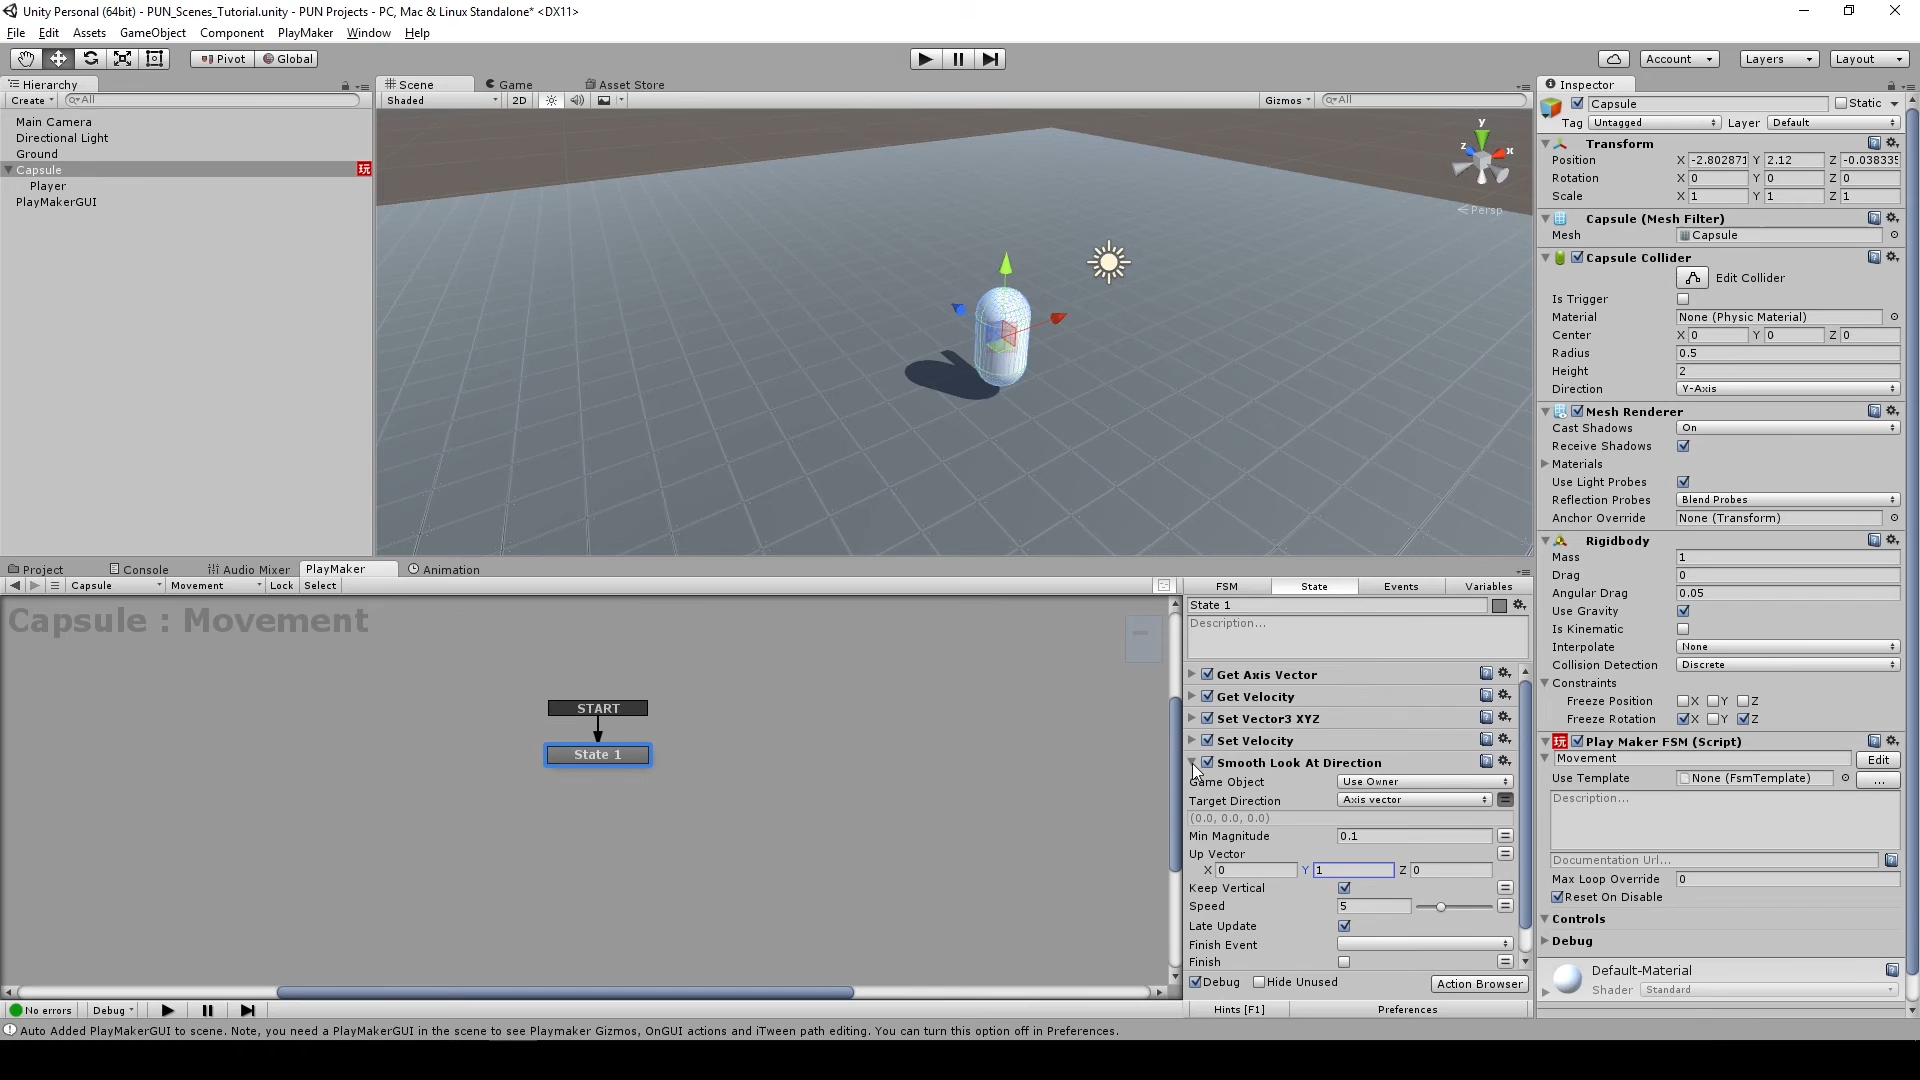 Unity Personal (64bit) - PUN_Scenes_Tutorial.unity - PUN Projects - PC, Mac & Linux Standalone* <DX11>
File Edit Assets GameObject Component PlayMaker Window Help
Pivot Global Account Layers Layout
Hierarchy
Create All
Main Camera
Directional Light
Ground
Capsule 玩
Player
PlayMakerGUI
Scene Game Asset Store
Shaded 2D Gizmos All
y
z x
Persp
Inspector
Capsule Static
Tag Untagged Layer Default
Transform
Position X -2.802871 Y 2.12 Z -0.038335
Rotation X 0 Y 0 Z 0
Scale X 1 Y 1 Z 1
Capsule (Mesh Filter)
Mesh Capsule
Capsule Collider
Edit Collider
Is Trigger
Material None (Physic Material)
Center X 0 Y 0 Z 0
Radius 0.5
Height 2
Direction Y-Axis
Mesh Renderer
Cast Shadows On
Receive Shadows
Materials
Use Light Probes
Reflection Probes Blend Probes
Anchor Override None (Transform)
Rigidbody
Mass 1
Drag 0
Angular Drag 0.05
Use Gravity
Is Kinematic
Interpolate None
Collision Detection Discrete
Constraints
Freeze Position X Y Z
Freeze Rotation X Y Z
玩 Play Maker FSM (Script)
Movement Edit
Use Template None (FsmTemplate) ...
Description...
Documentation Url...
Max Loop Override 0
Reset On Disable
Controls
Debug
Default-Material
Shader Standard
Project Console Audio Mixer PlayMaker Animation
Capsule Movement Lock Select
Capsule : Movement
START
State 1
FSM State Events Variables
State 1
Description...
Get Axis Vector
Get Velocity
Set Vector3 XYZ
Set Velocity
Smooth Look At Direction
Game Object Use Owner
Target Direction Axis vector
(0.0, 0.0, 0.0)
Min Magnitude 0.1
Up Vector
X 0 Y 1 Z 0
Keep Vertical
Speed 5
Late Update
Finish Event
Finish
Debug Hide Unused Action Browser
No errors Debug Hints [F1] Preferences
Auto Added PlayMakerGUI to scene. Note, you need a PlayMakerGUI in the scene to see Playmaker Gizmos, OnGUI actions and iTween path editing. You can turn this option off in Preferences.